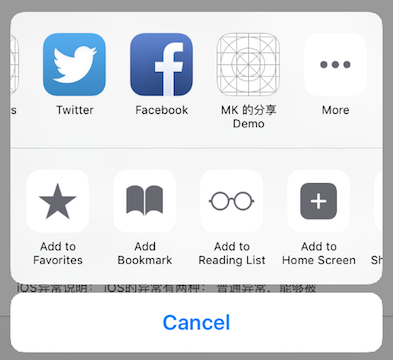 s
Twitter
Facebook
MK 的分享
Demo
More
Add to
Favorites
Add
Bookmark
Add to
Reading List
Add to
Home Screen
Sh
iOS异常说明： iOS的异常有两种： 普通异常，能够被
Cancel